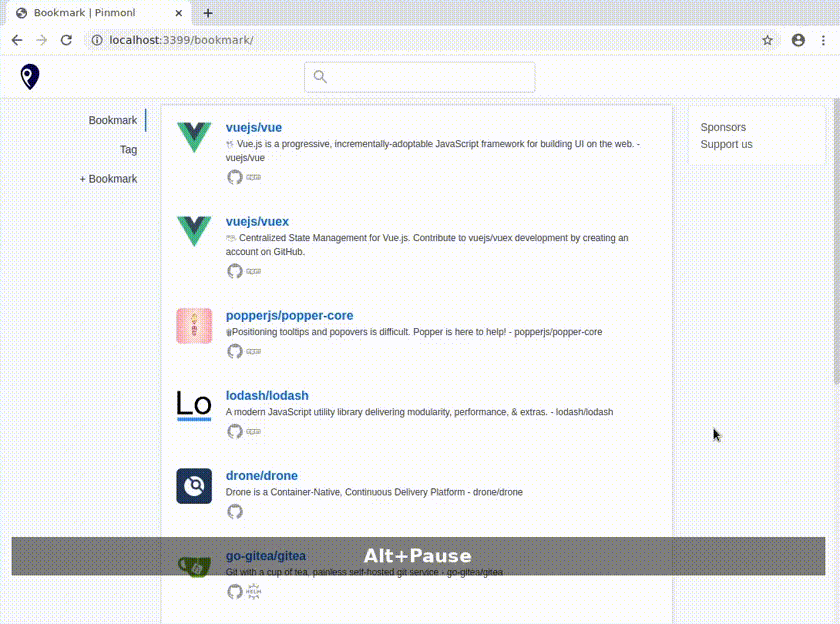 Bookmark | Pinmonl
localhost:3399/bookmark/
Bookmark
Tag
+ Bookmark
vuejs/vue
Vue.js is a progressive, incrementally-adoptable JavaScript framework for building UI on the web. -
vuejs/vue
vuejs/vuex
Centralized State Management for Vue.js. Contribute to vuejs/vuex development by creating an
account on GitHub.
popperjs/popper-core
Positioning tooltips and popovers is difficult. Popper is here to help! - popperjs/popper-core
Lo
lodash/lodash
A modern JavaScript utility library delivering modularity, performance, & extras. - lodash/lodash
drone/drone
Drone is a Container-Native, Continuous Delivery Platform - drone/drone
go-gitea/gitea
Git with a cup of tea, painless self-hosted git service - go-gitea/gitea
HELM
Sponsors
Support us
Alt+Pause